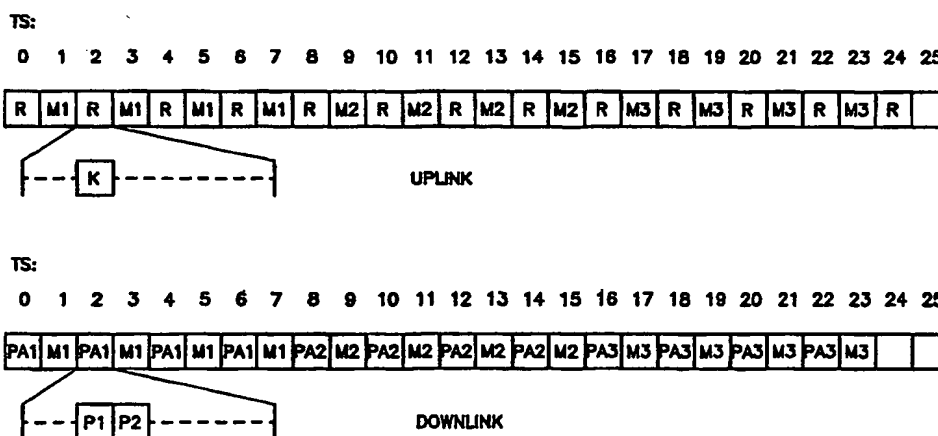 TS:
0 1 2 3 4 5 6 7 8 9 10 11 12 13 14 15 16 17 18 19 20 21 22 23 24 25
R M1 R M1 R M1 R M1 R M2 R M2 R M2 R M2 R M3 R M3 R M3 R M3 R
K UPLINK
TS:
0 1 2 3 4 5 6 7 8 9 10 11 12 13 14 15 16 17 18 19 20 21 22 23 24 25
PA1 M1 PA1 M1 PA1 M1 PA1 M1 PA2 M2 PA2 M2 PA2 M2 PA2 M2 PA3 M3 PA3 M3 PA3 M3 PA3 M3
P1 P2 DOWNLINK